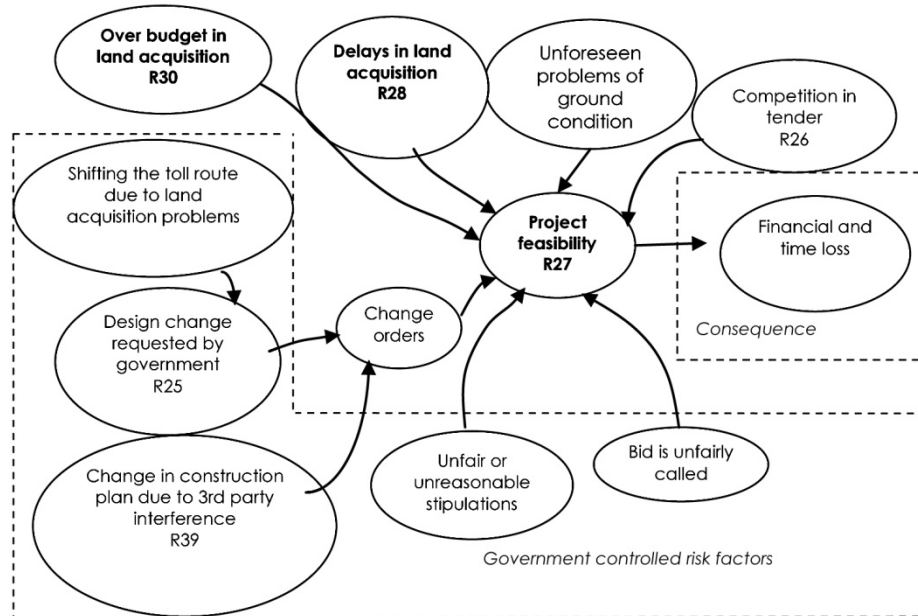 Over budget in
land acquisition
R30
Delays in land
acquisition
R28
Unforeseen
problems of
ground
condition
Competition in
tender
R26
Shifting the toll route
due to land
acquisition problems
Project
feasibility
R27
Financial and
time loss
Consequence
Design change
requested by
government
R25
Change
orders
Change in construction
plan due to 3rd party
interference
R39
Unfair or
unreasonable
stipulations
Bid is unfairly
called
Government controlled risk factors